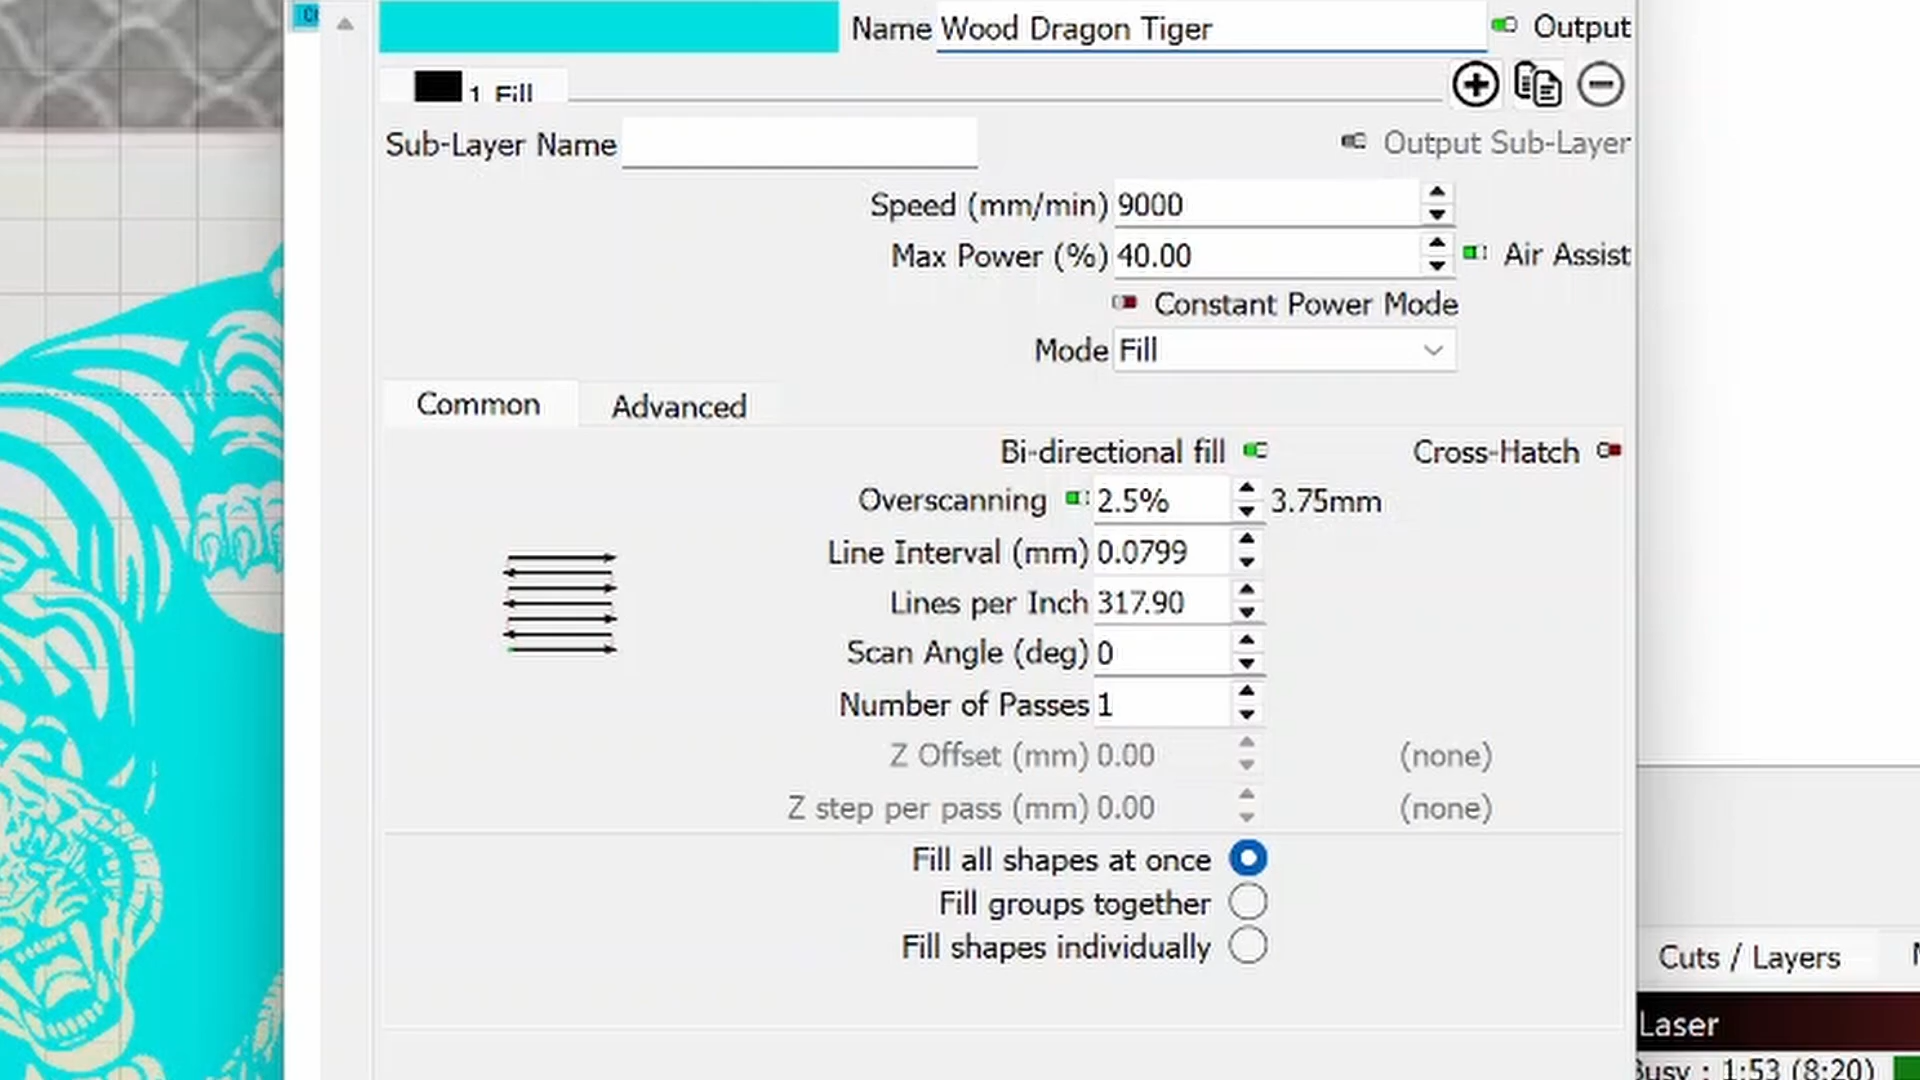 Name Wood Dragon Tiger Output
1 Fill
Sub-Layer Name Output Sub-Layer
Speed (mm/min) 9000
Max Power (%) 40.00 Air Assist
Constant Power Mode
Mode Fill
Common Advanced
Bi-directional fill Cross-Hatch
Overscanning 2.5% 3.75mm
Line Interval (mm) 0.0799
Lines per Inch 317.90
Scan Angle (deg) 0
Number of Passes 1
Z Offset (mm) 0.00 (none)
Z step per pass (mm) 0.00 (none)
Fill all shapes at once
Fill groups together
Fill shapes individually
Cuts / Layers
Laser
Busy : 1:53 (8:20)